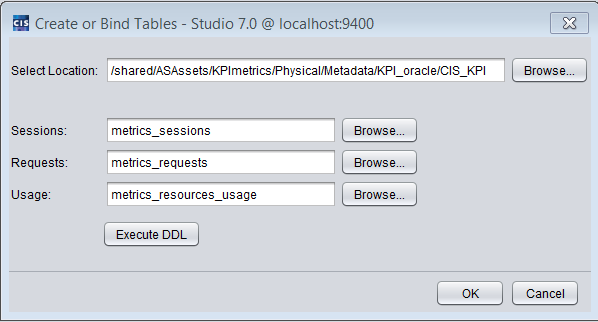 CIS Create or Bind Tables - Studio 7.0 @ localhost:9400
Select Location: /shared/ASAssets/KPImetrics/Physical/Metadata/KPI_oracle/CIS_KPI Browse...
Sessions: metrics_sessions Browse...
Requests: metrics_requests Browse...
Usage: metrics_resources_usage Browse...
Execute DDL
OK Cancel